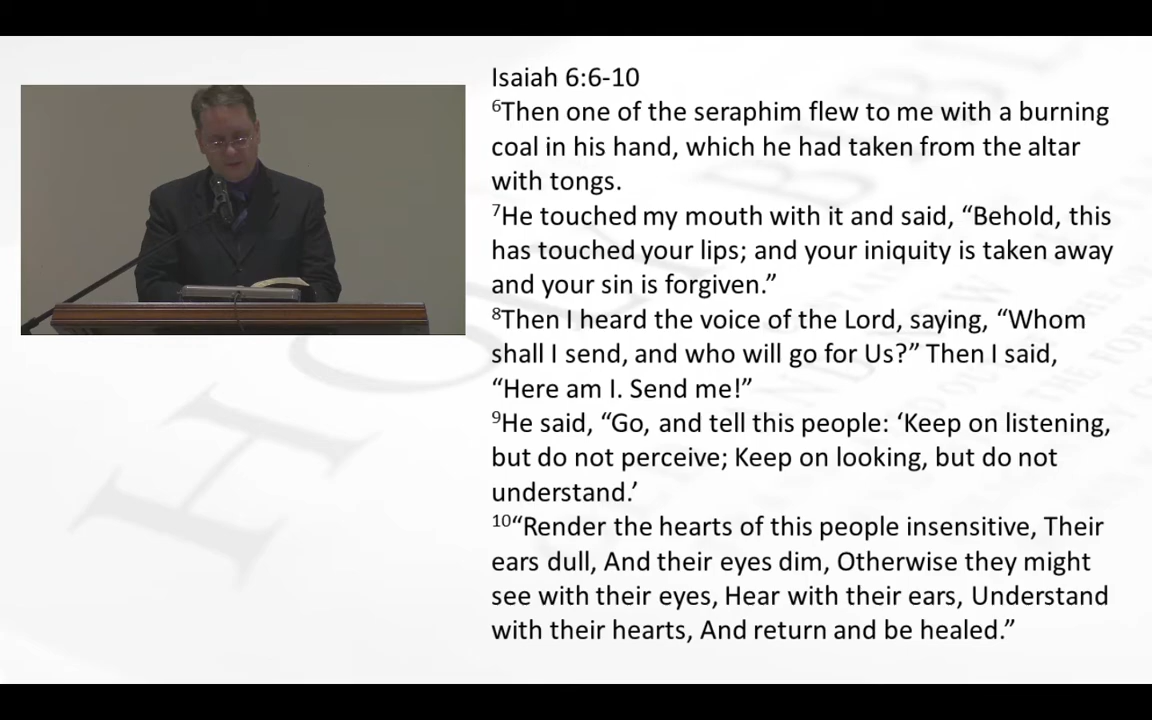 Isaiah 6:6-10
⁶Then one of the seraphim flew to me with a burning
coal in his hand, which he had taken from the altar
with tongs.
⁷He touched my mouth with it and said, “Behold, this
has touched your lips; and your iniquity is taken away
and your sin is forgiven.”
⁸Then I heard the voice of the Lord, saying, “Whom
shall I send, and who will go for Us?” Then I said,
“Here am I. Send me!”
⁹He said, “Go, and tell this people: ‘Keep on listening,
but do not perceive; Keep on looking, but do not
understand.’
¹⁰“Render the hearts of this people insensitive, Their
ears dull, And their eyes dim, Otherwise they might
see with their eyes, Hear with their ears, Understand
with their hearts, And return and be healed.”
HOLY BIBL